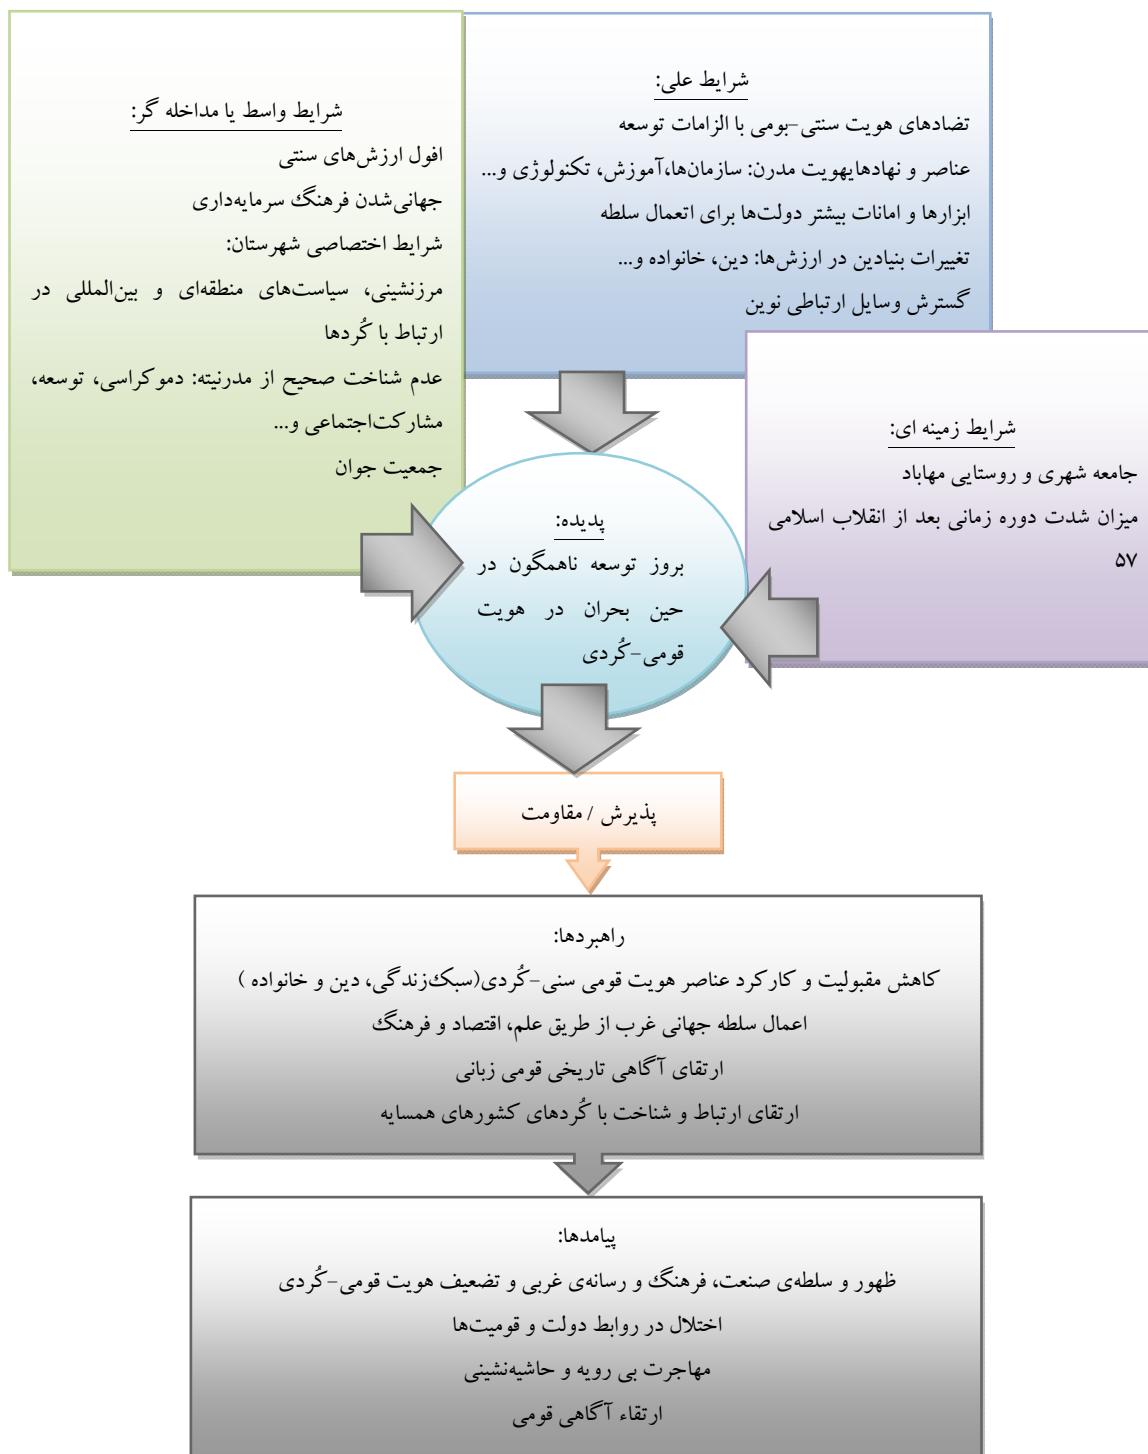 شرایط علی:
تضادهای هویت سنتی-بومی با الزامات توسعه
عناصر و نهادهایهویت مدرن: سازمان‌ها،آموزش، تکنولوژی و...
ابزارها و امانات بیشتر دولت‌ها برای اتعمال سلطه
تغییرات بنیادین در ارزش‌ها: دین، خانواده و...
گسترش وسایل ارتباطی نوین
شرایط واسط یا مداخله گر:
افول ارزش‌های سنتی
جهانی‌شدن فرهنگ سرمایه‌داری
شرایط اختصاصی شهرستان:
مرزنشینی، سیاست‌های منطقه‌ای و بین‌المللی در
ارتباط با کُردها
عدم شناخت صحیح از مدرنیته: دموکراسی، توسعه،
مشارکت‌اجتماعی و...
جمعیت جوان
شرایط زمینه ای:
جامعه شهری و روستایی مهاباد
میزان شدت دوره زمانی بعد از انقلاب اسلامی
۵۷
پدیده:
بروز توسعه ناهمگون در
حین بحران در هویت
قومی-کُردی
پذیرش / مقاومت
راهبردها:
کاهش مقبولیت و کارکرد عناصر هویت قومی سنی-کُردی(سبک‌زندگی، دین و خانواده )
اعمال سلطه جهانی غرب از طریق علم، اقتصاد و فرهنگ
ارتقای آگاهی تاریخی قومی زبانی
ارتقای ارتباط و شناخت با کُردهای کشورهای همسایه
پیامدها:
ظهور و سلطه‌ی صنعت، فرهنگ و رسانه‌ی غربی و تضعیف هویت قومی-کُردی
اختلال در روابط دولت و قومیت‌ها
مهاجرت بی رویه و حاشیه‌نشینی
ارتقاء آگاهی قومی